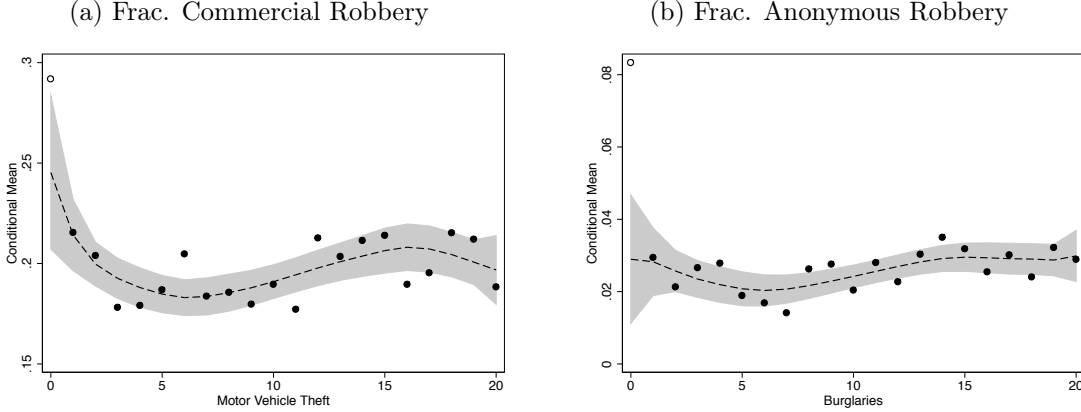 (a) Frac. Commercial Robbery
(b) Frac. Anonymous Robbery
Conditional Mean
.3
.25
.2
.15
0 5 10 15 20
Motor Vehicle Theft
Conditional Mean
.08
.06
.04
.02
0
0 5 10 15 20
Burglaries